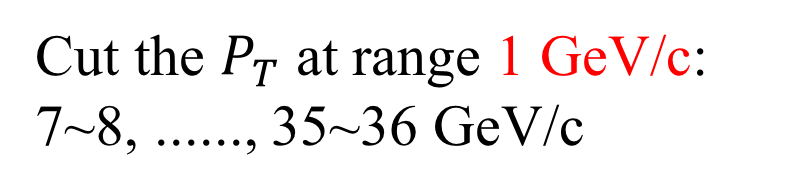 Cut the P_T at range 1 GeV/c:
7~8, ......, 35~36 GeV/c